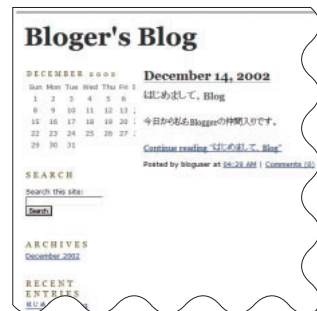 Bloger's Blog
DECEMBER 2002
Sun Mon Tue Wed Thu Fri
1 2 3 4 5 6
8 9 10 11 12 13
15 16 17 18 19 20
22 23 24 25 26 27
29 30 31
SEARCH
Search this site:
Search
ARCHIVES
December 2002
RECENT
ENTRIES
December 14, 2002
はじめまして、Blog
今日から私もBloggerの仲間入りです。
Continue reading "はじめまして、Blog"
Posted by bloguser at 04:29 AM | Comments (0)